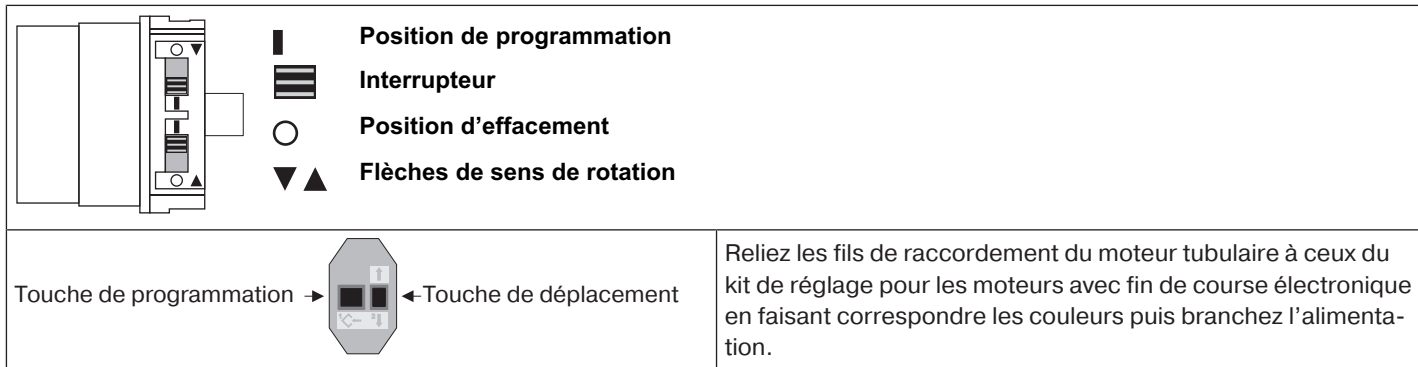 Position de programmation
Interrupteur
Position d’effacement
Flèches de sens de rotation
Touche de programmation
Touche de déplacement
Reliez les fils de raccordement du moteur tubulaire à ceux du
kit de réglage pour les moteurs avec fin de course électronique
en faisant correspondre les couleurs puis branchez l’alimenta-
tion.